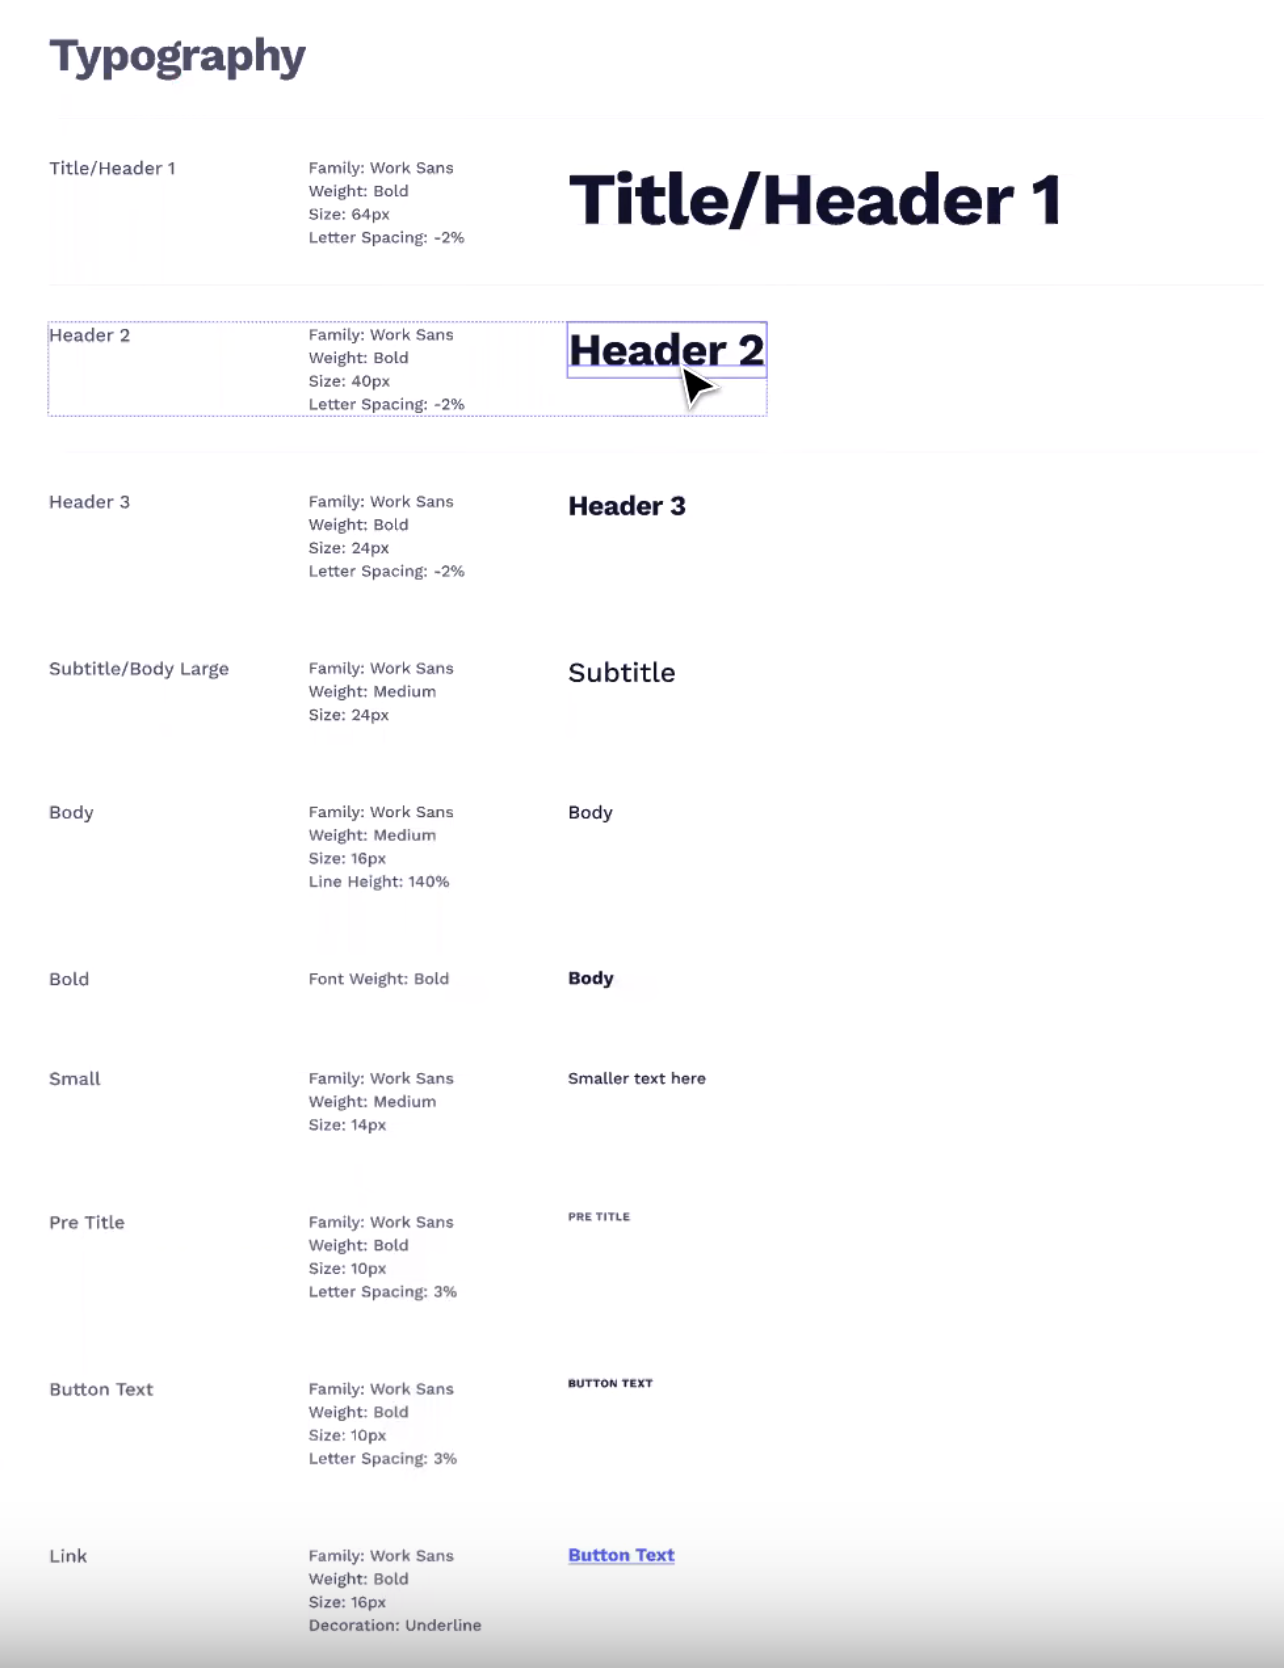 Typography
Title/Header 1
Family: Work Sans
Weight: Bold
Size: 64px
Letter Spacing: -2%
Title/Header 1
Header 2
Family: Work Sans
Weight: Bold
Size: 40px
Letter Spacing: -2%
Header 2
Header 3
Family: Work Sans
Weight: Bold
Size: 24px
Letter Spacing: -2%
Header 3
Subtitle/Body Large
Family: Work Sans
Weight: Medium
Size: 24px
Subtitle
Body
Family: Work Sans
Weight: Medium
Size: 16px
Line Height: 140%
Body
Bold
Font Weight: Bold
Body
Small
Family: Work Sans
Weight: Medium
Size: 14px
Smaller text here
Pre Title
Family: Work Sans
Weight: Bold
Size: 10px
Letter Spacing: 3%
PRE TITLE
Button Text
Family: Work Sans
Weight: Bold
Size: 10px
Letter Spacing: 3%
BUTTON TEXT
Link
Family: Work Sans
Weight: Bold
Size: 16px
Decoration: Underline
Button Text